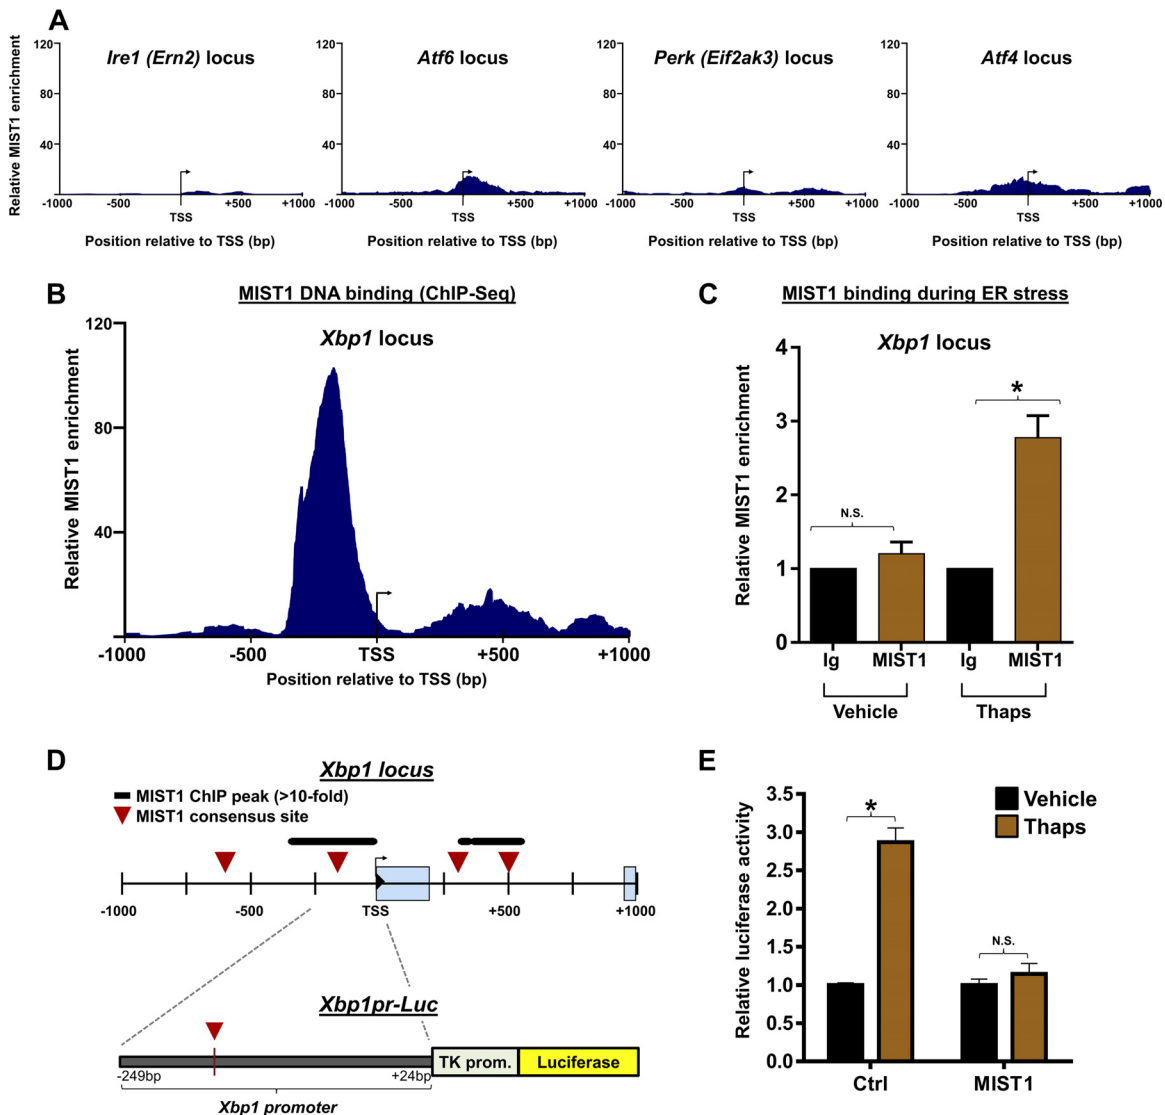 A
Relative MIST1 enrichment
Ire1 (Ern2) locus
120
80
40
-1000 -500 TSS +500 +1000
Position relative to TSS (bp)
Atf6 locus
120
80
40
-1000 -500 TSS +500 +1000
Position relative to TSS (bp)
Perk (Eif2ak3) locus
120
80
40
-1000 -500 TSS +500 +1000
Position relative to TSS (bp)
Atf4 locus
120
80
40
-1000 -500 TSS +500 +1000
Position relative to TSS (bp)
B
MIST1 DNA binding (ChIP-Seq)
Xbp1 locus
Relative MIST1 enrichment
120
80
40
-1000 -500 TSS +500 +1000
Position relative to TSS (bp)
C
MIST1 binding during ER stress
Xbp1 locus
Relative MIST1 enrichment
4
3
2
1
0
N.S.
*
Ig MIST1 Ig MIST1
Vehicle Thaps
D
Xbp1 locus
MIST1 ChIP peak (>10-fold)
MIST1 consensus site
-1000 -500 TSS +500 +1000
Xbp1pr-Luc
TK prom. Luciferase
-249bp +24bp
Xbp1 promoter
E
Relative luciferase activity
3.5
3.0
2.5
2.0
1.5
1.0
0.5
0.0
Vehicle
Thaps
*
N.S.
Ctrl MIST1